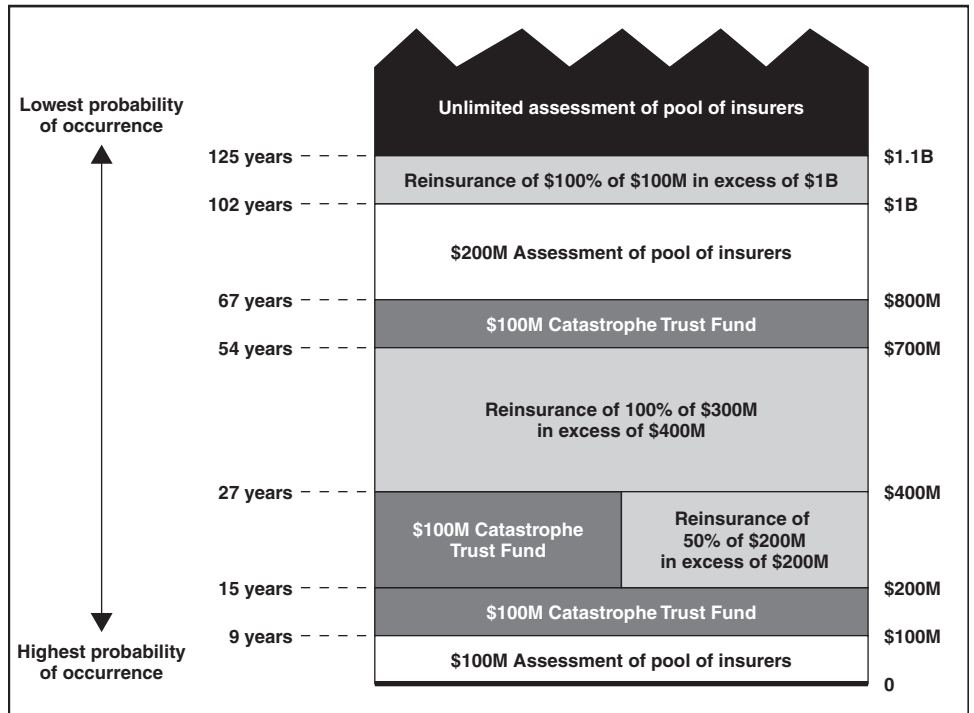 Unlimited assessment of pool of insurers
Lowest probability
of occurrence
125 years
$1.1B
Reinsurance of $100% of $100M in excess of $1B
102 years
$1B
$200M Assessment of pool of insurers
67 years
$800M
$100M Catastrophe Trust Fund
54 years
$700M
Reinsurance of 100% of $300M
in excess of $400M
27 years
$400M
$100M Catastrophe
Trust Fund
Reinsurance of
50% of $200M
in excess of $200M
15 years
$200M
$100M Catastrophe Trust Fund
9 years
$100M
Highest probability
of occurrence
$100M Assessment of pool of insurers
0